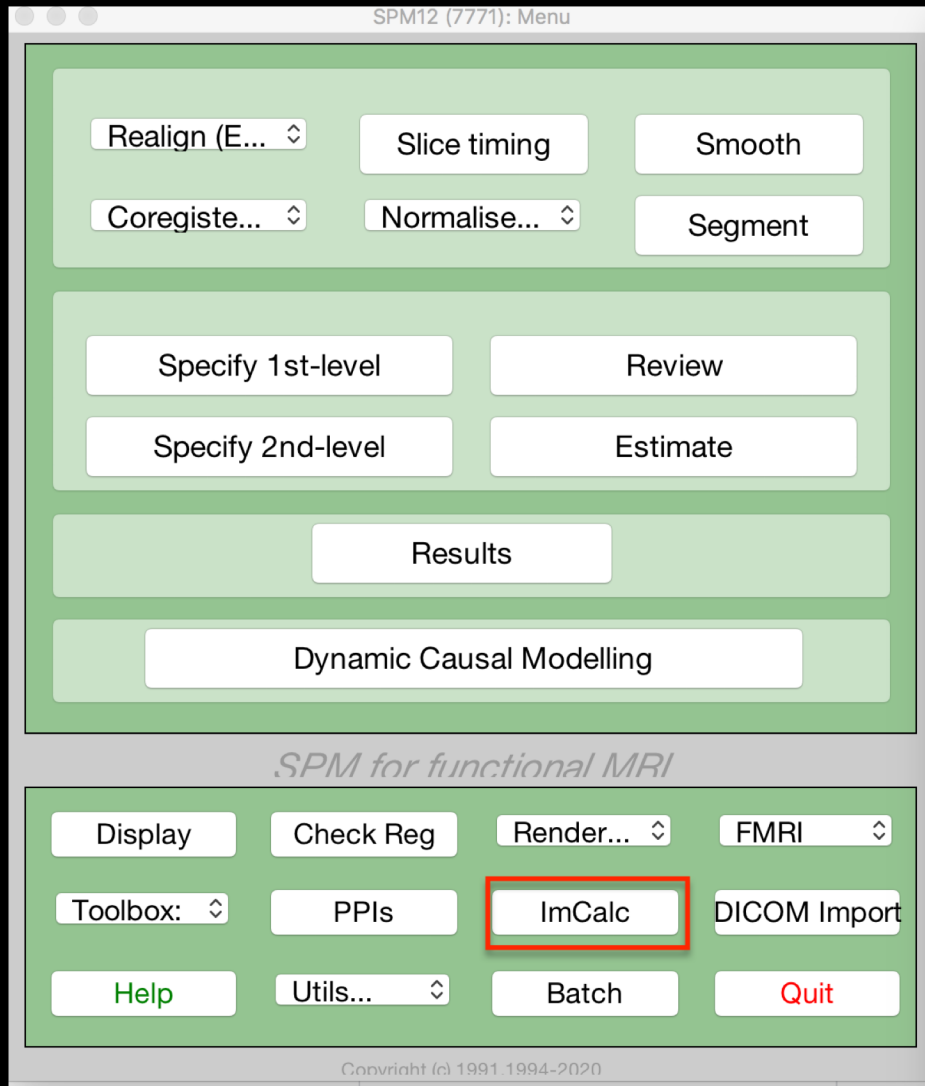 SPM12 (7771): Menu
Realign (E...
Slice timing
Smooth
Coregiste...
Normalise...
Segment
Specify 1st-level
Review
Specify 2nd-level
Estimate
Results
Dynamic Causal Modelling
SPM for functional MRI
Display
Check Reg
Render...
FMRI
Toolbox:
PPIs
ImCalc
DICOM Import
Help
Utils...
Batch
Quit
Copyright (c) 1991,1994-2020